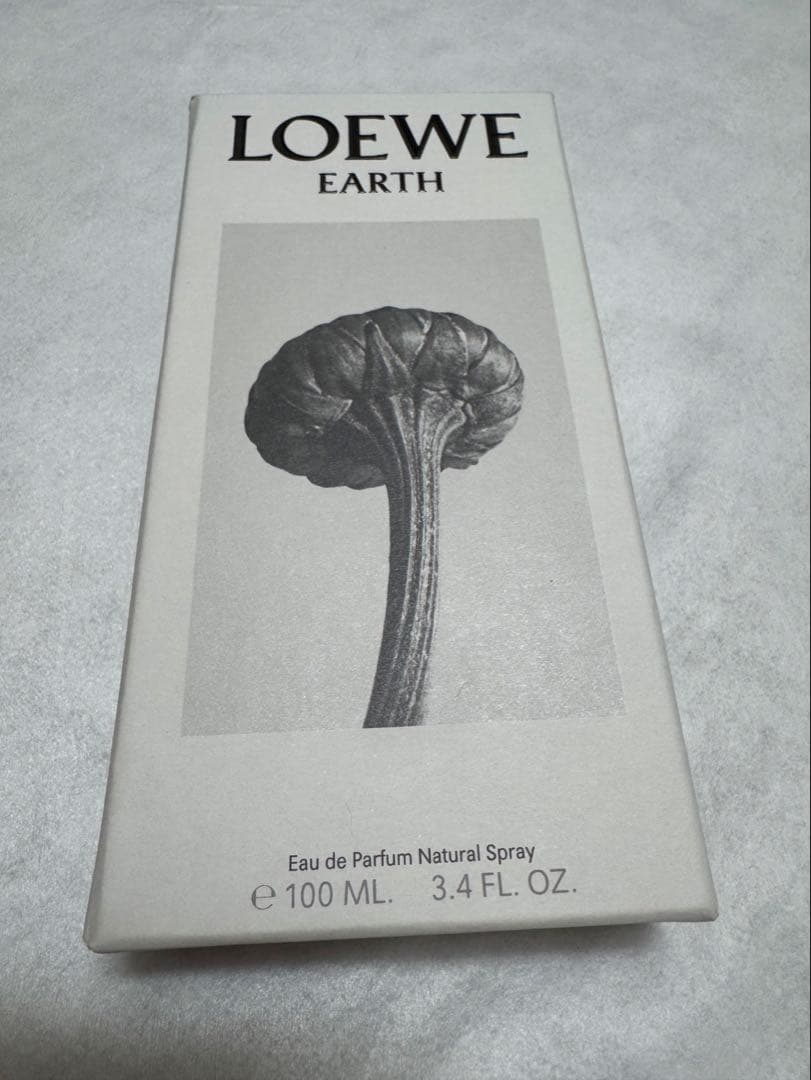 LOEWE
EARTH
Eau de Parfum Natural Spray
℮ 100 ML. 3.4 FL. OZ.